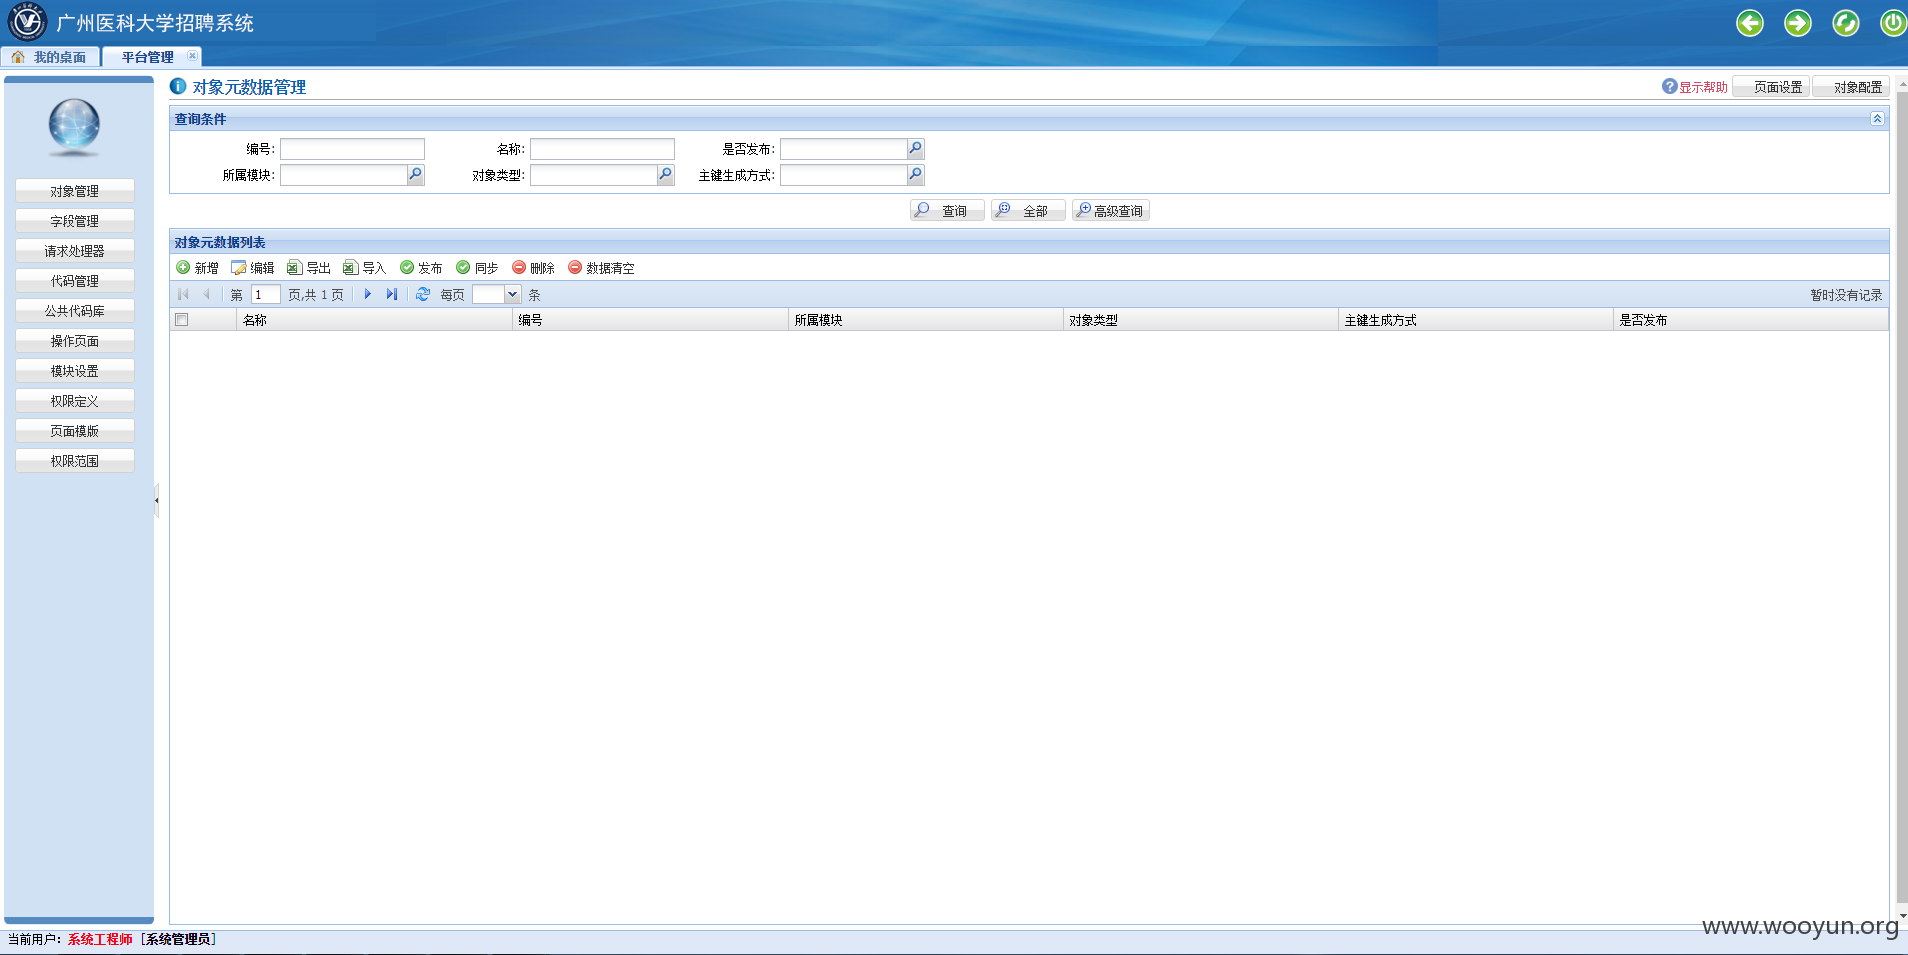 广州医科大学招聘系统
我的桌面 平台管理
对象元数据管理 显示帮助 页面设置 对象配置
查询条件
编号: 名称: 是否发布:
所属模块: 对象类型: 主键生成方式:
查询 全部 高级查询
对象元数据列表
新增 编辑 导出 导入 发布 同步 删除 数据清空
第 1 页,共 1 页 每页 条 暂时没有记录
名称 编号 所属模块 对象类型 主键生成方式 是否发布
对象管理
字段管理
请求处理器
代码管理
公共代码库
操作页面
模块设置
权限定义
页面模版
权限范围
当前用户: 系统工程师 [系统管理员]
www.wooyun.org